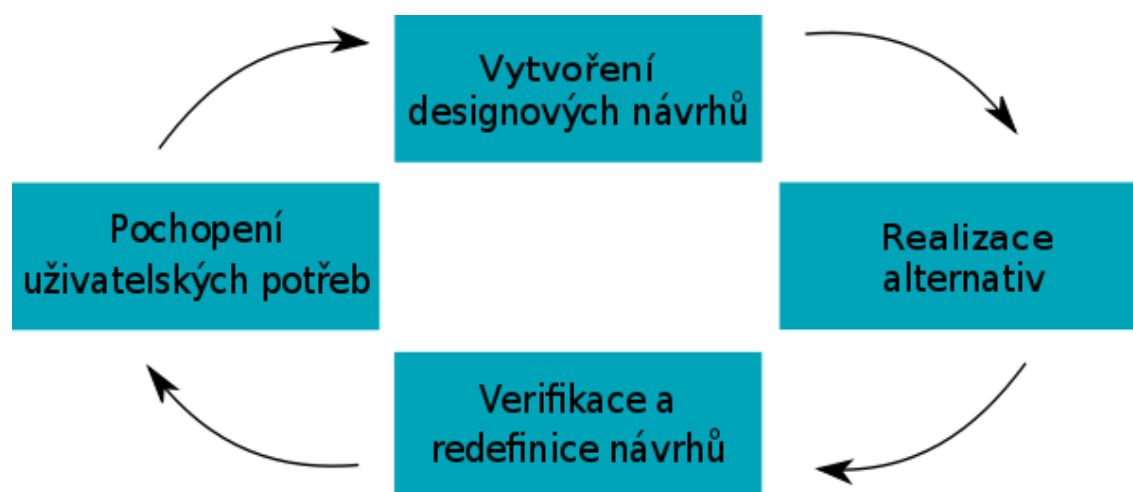 Vytvoření
designových návrhů
Pochopení
uživatelských potřeb
Realizace
alternativ
Verifikace a
redefinice návrhů